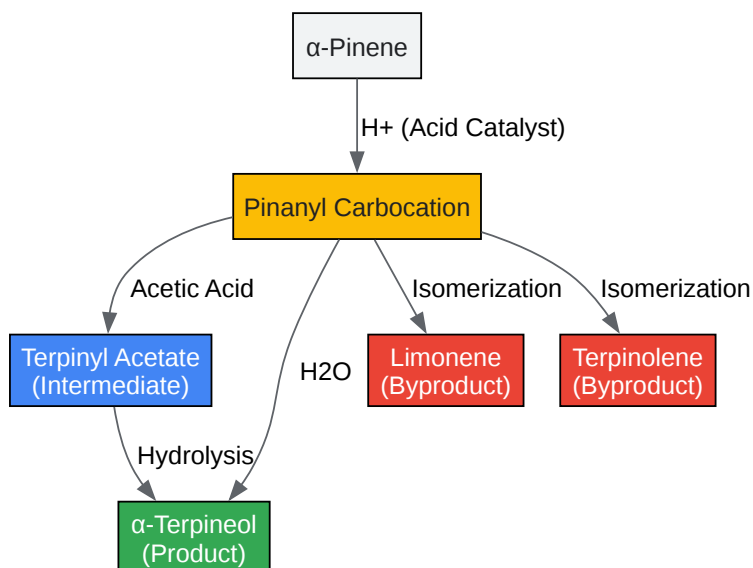 α-Pinene
H+ (Acid Catalyst)
Pinanyl Carbocation
Acetic Acid
Isomerization
Isomerization
Terpinyl Acetate
(Intermediate)
H2O
Limonene
(Byproduct)
Terpinolene
(Byproduct)
Hydrolysis
α-Terpineol
(Product)